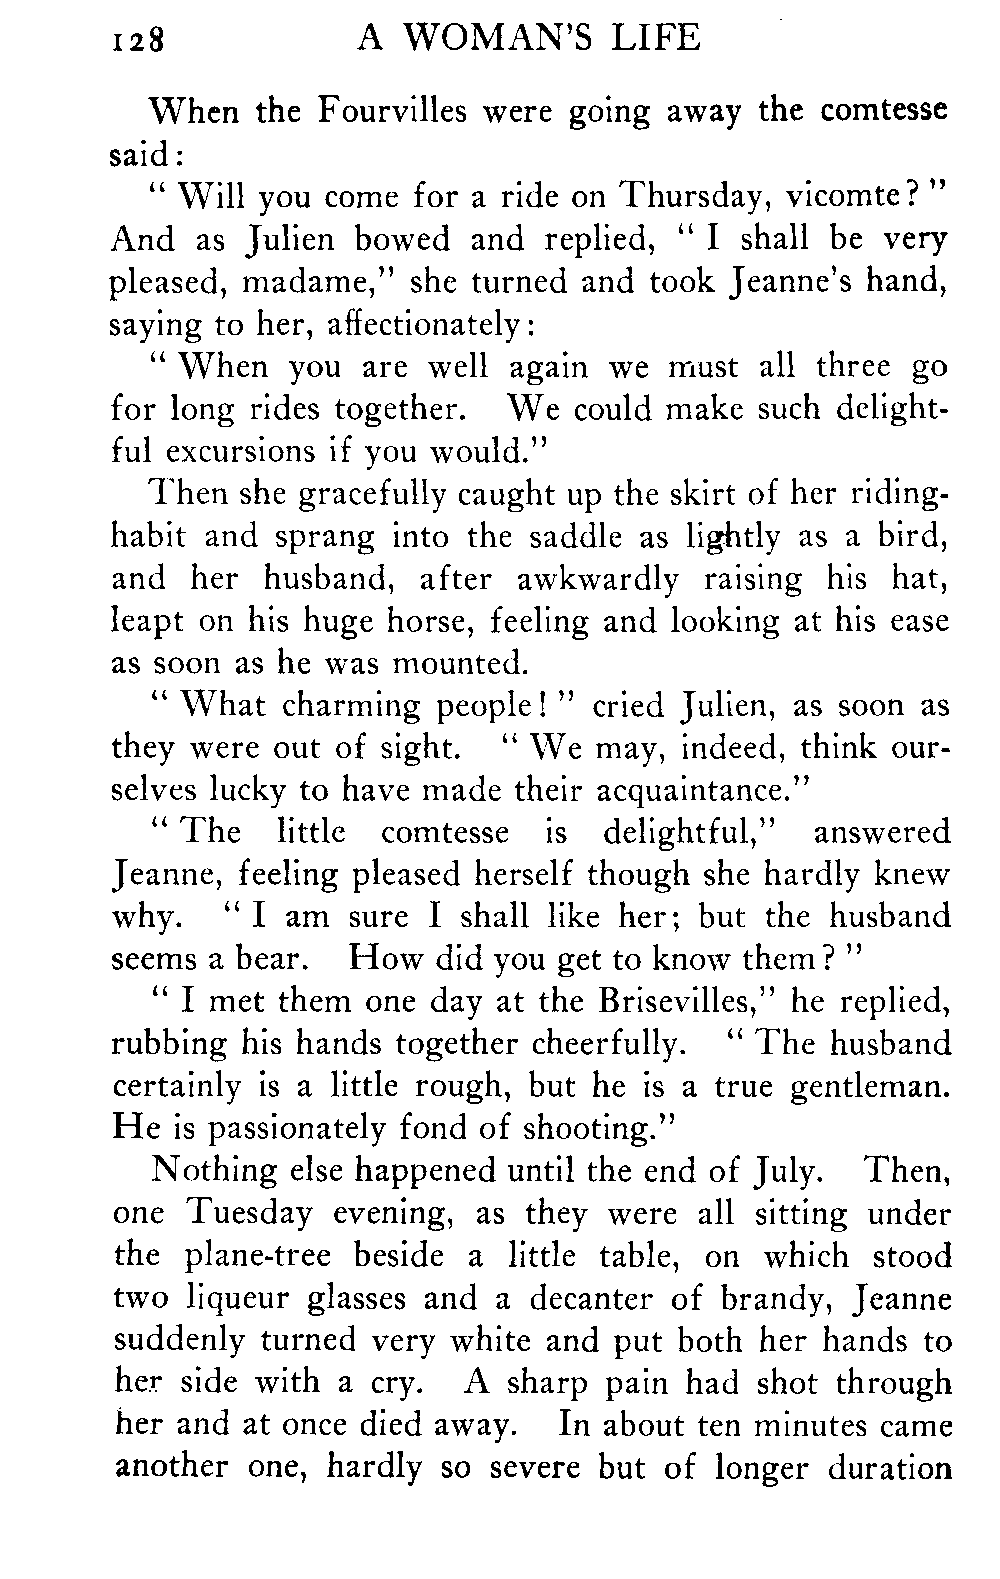 128 A WOMAN'S LIFE
When the Fourvilles were going away the comtesse
said:
" Will you come for a ride on Thursday, vicomte? "
And as Julien bowed and replied, " I shall be very
pleased, madame," she turned and took Jeanne's hand,
saying to her, affectionately:
" When you are well again we must all three go
for long rides together. We could make such delight-
ful excursions if you would."
Then she gracefully caught up the skirt of her riding-
habit and sprang into the saddle as lightly as a bird,
and her husband, after awkwardly raising his hat,
leapt on his huge horse, feeling and looking at his ease
as soon as he was mounted.
" What charming people! " cried Julien, as soon as
they were out of sight. " We may, indeed, think our-
selves lucky to have made their acquaintance."
" The little comtesse is delightful," answered
Jeanne, feeling pleased herself though she hardly knew
why. " I am sure I shall like her; but the husband
seems a bear. How did you get to know them? "
" I met them one day at the Brisevilles," he replied,
rubbing his hands together cheerfully. " The husband
certainly is a little rough, but he is a true gentleman.
He is passionately fond of shooting."
Nothing else happened until the end of July. Then,
one Tuesday evening, as they were all sitting under
the plane-tree beside a little table, on which stood
two liqueur glasses and a decanter of brandy, Jeanne
suddenly turned very white and put both her hands to
her side with a cry. A sharp pain had shot through
her and at once died away. In about ten minutes came
another one, hardly so severe but of longer duration